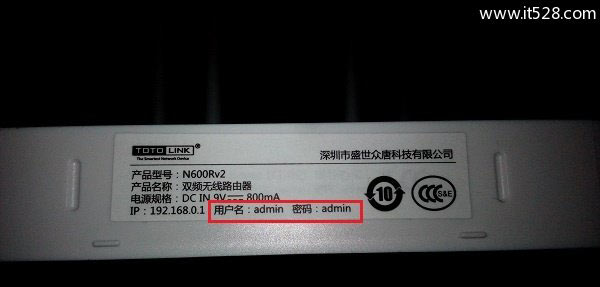 www.it528.com
TOTO LINK®
The Smartest Network Device
深圳市盛世众唐科技有限公司
产品型号：N600Rv2
产品名称：双频无线路由器
电源规格：DC IN 9V⎓800mA
IP：192.168.0.1 用户名：admin 密码：admin
10
CCC S&E